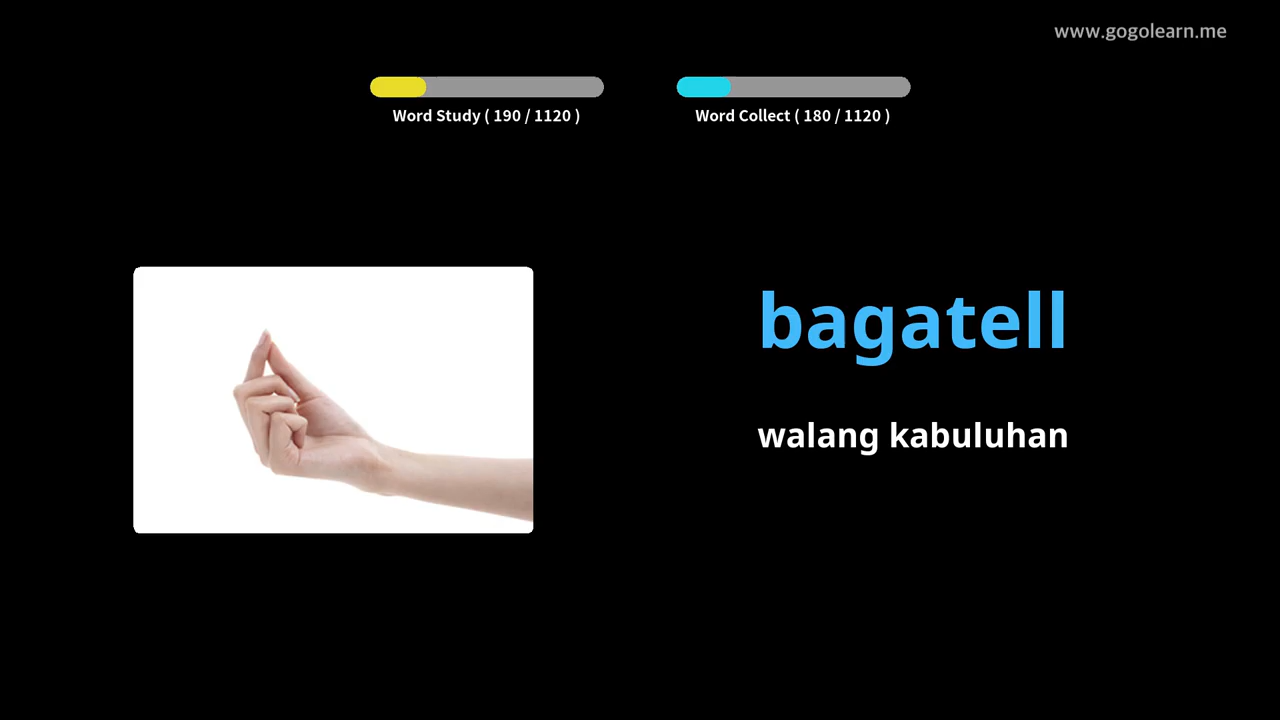 www.gogolearn.me
Word Study ( 190 / 1120 )
Word Collect ( 180 / 1120 )
bagatell
walang kabuluhan